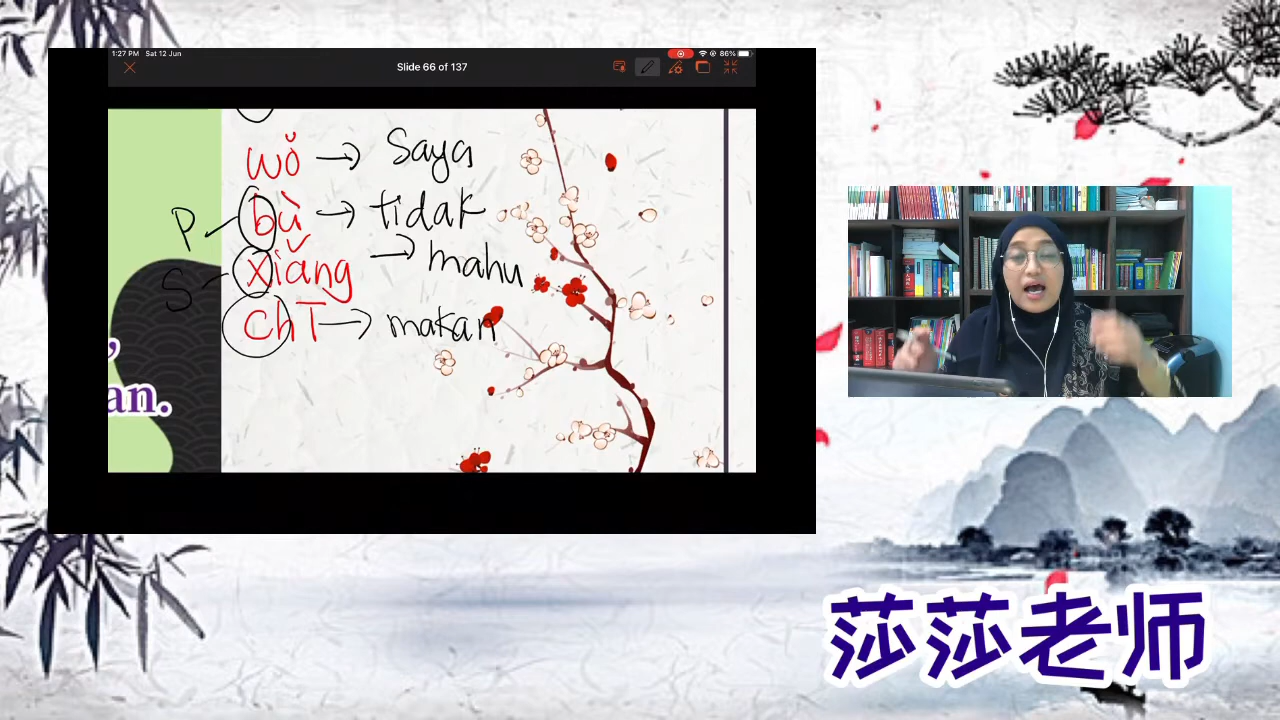 1:27 PM Sat 12 Jun 86%
Slide 66 of 137
wǒ → Saya
P bù → tidak
S xiǎng → mahu
chī → makan
an.
莎莎老师